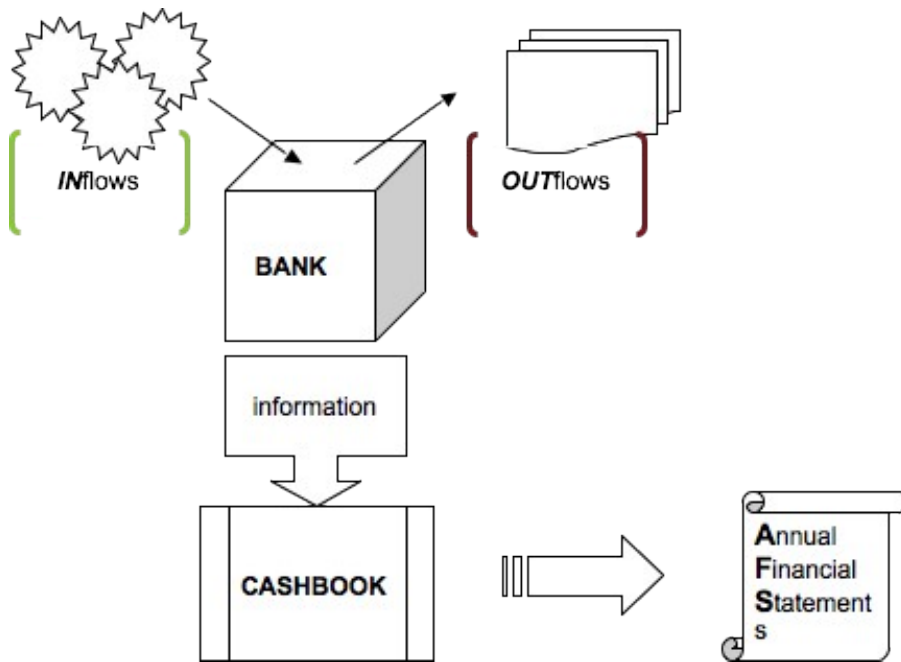 INflows
OUTflows
BANK
information
CASHBOOK
Annual
Financial
Statement
s